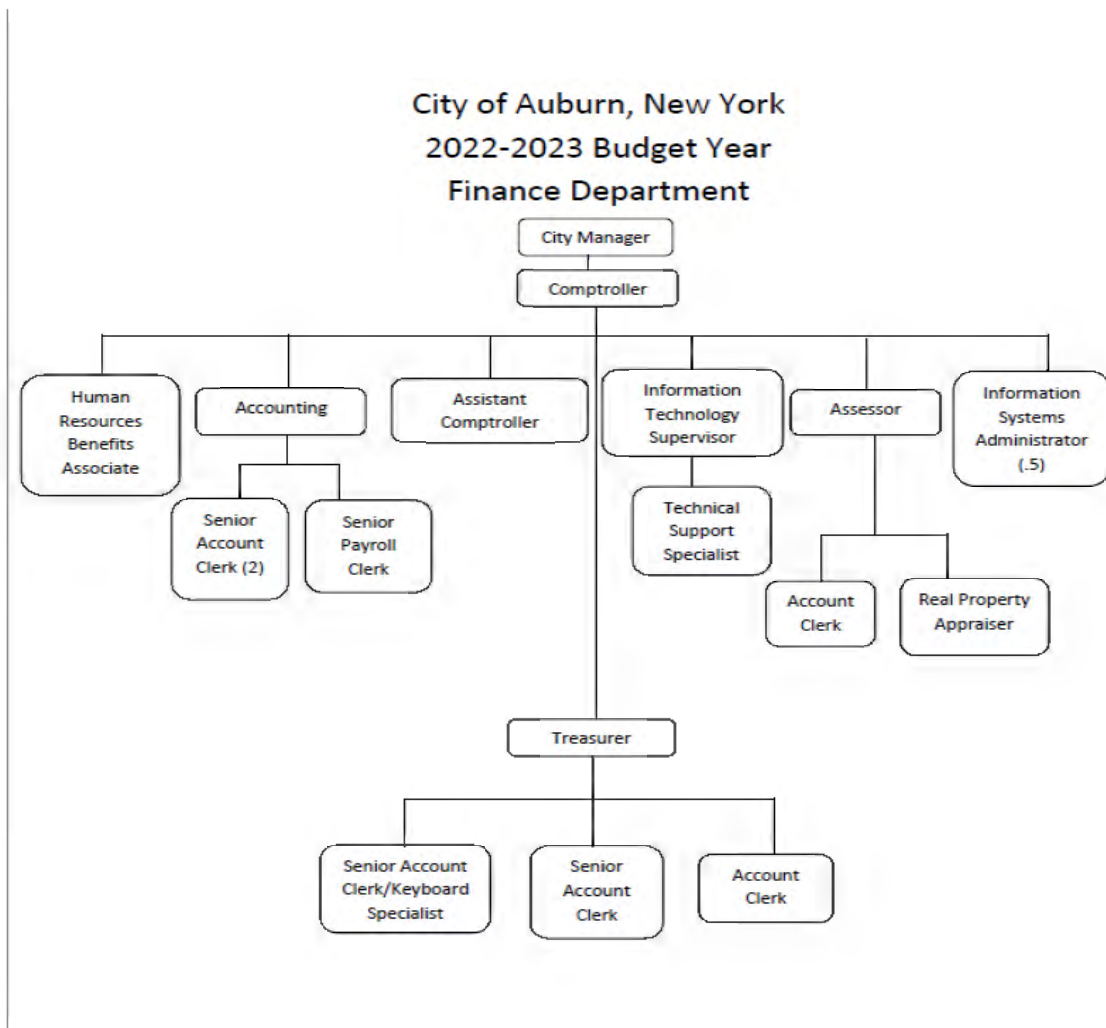 City of Auburn, New York
2022-2023 Budget Year
Finance Department
City Manager
Comptroller
Human
Resources
Benefits
Associate
Accounting
Assistant
Comptroller
Information
Technology
Supervisor
Assessor
Information
Systems
Administrator
(.5)
Senior
Account
Clerk (2)
Senior
Payroll
Clerk
Technical
Support
Specialist
Account
Clerk
Real Property
Appraiser
Treasurer
Senior Account
Clerk/Keyboard
Specialist
Senior
Account
Clerk
Account
Clerk